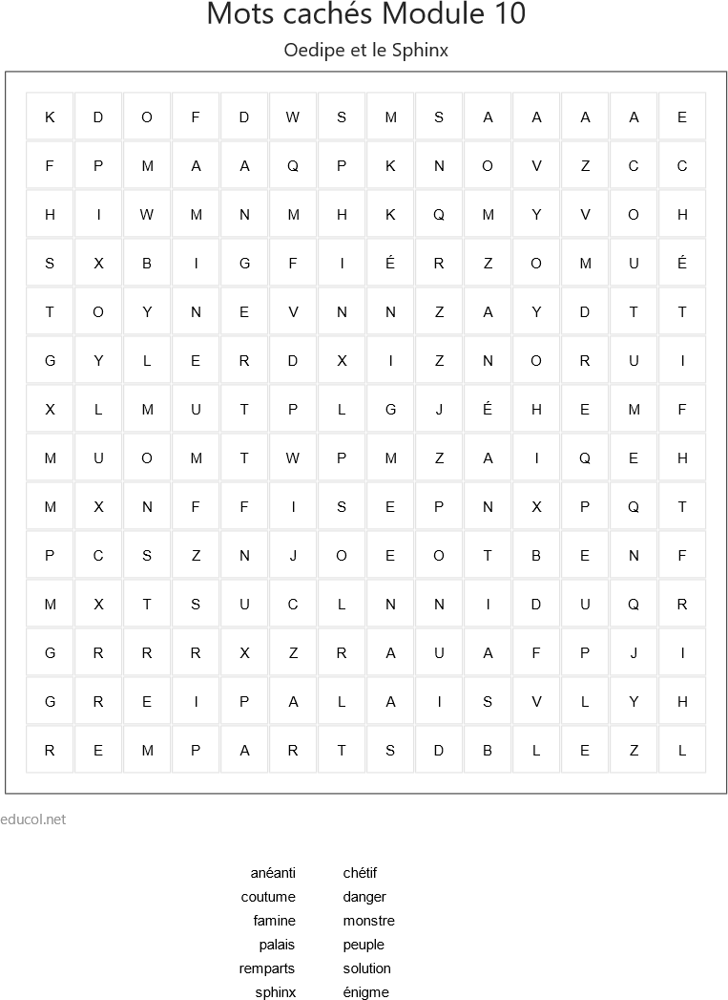 Mots cachés Module 10
Oedipe et le Sphinx
K D O F D W S M S A A A A E
F P M A A Q P K N O V Z C C
H I W M N M H K Q M Y V O H
S X B I G F I É R Z O M U É
T O Y N E V N N Z A Y D T T
G Y L E R D X I Z N O R U I
X L M U T P L G J É H E M F
M U O M T W P M Z A I Q E H
M X N F F I S E P N X P Q T
P C S Z N J O E O T B E N F
M X T S U C L N N I D U Q R
G R R R X Z R A U A F P J I
G R E I P A L A I S V L Y H
R E M P A R T S D B L E Z L
educol.net
anéanti chétif
coutume danger
famine monstre
palais peuple
remparts solution
sphinx énigme